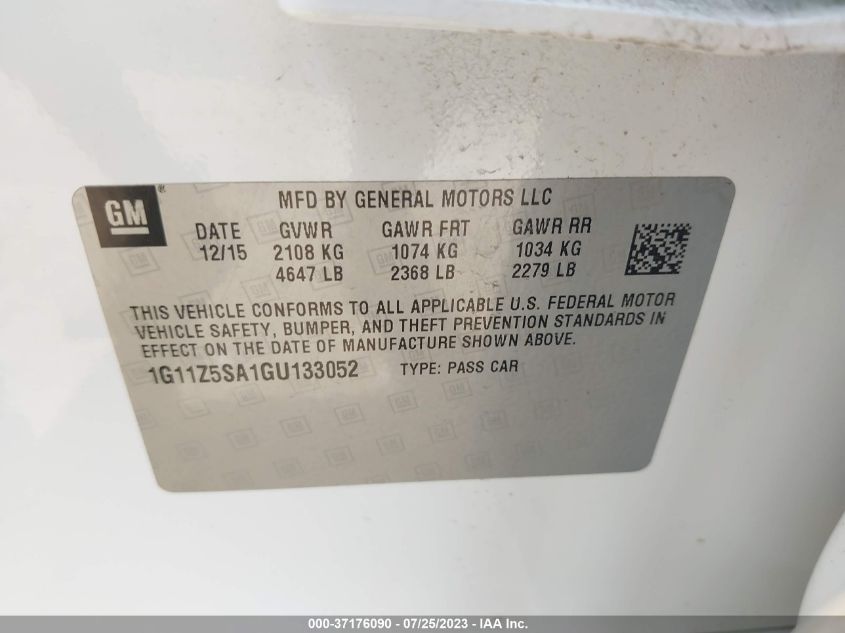 GM®
MFD BY GENERAL MOTORS LLC
DATE GVWR GAWR FRT GAWR RR
12/15 2108 KG 1074 KG 1034 KG
4647 LB 2368 LB 2279 LB
THIS VEHICLE CONFORMS TO ALL APPLICABLE U.S. FEDERAL MOTOR
VEHICLE SAFETY, BUMPER, AND THEFT PREVENTION STANDARDS IN
EFFECT ON THE DATE OF MANUFACTURE SHOWN ABOVE.
1G11Z5SA1GU133052 TYPE: PASS CAR
000-37176090 - 07/25/2023 - IAA Inc.